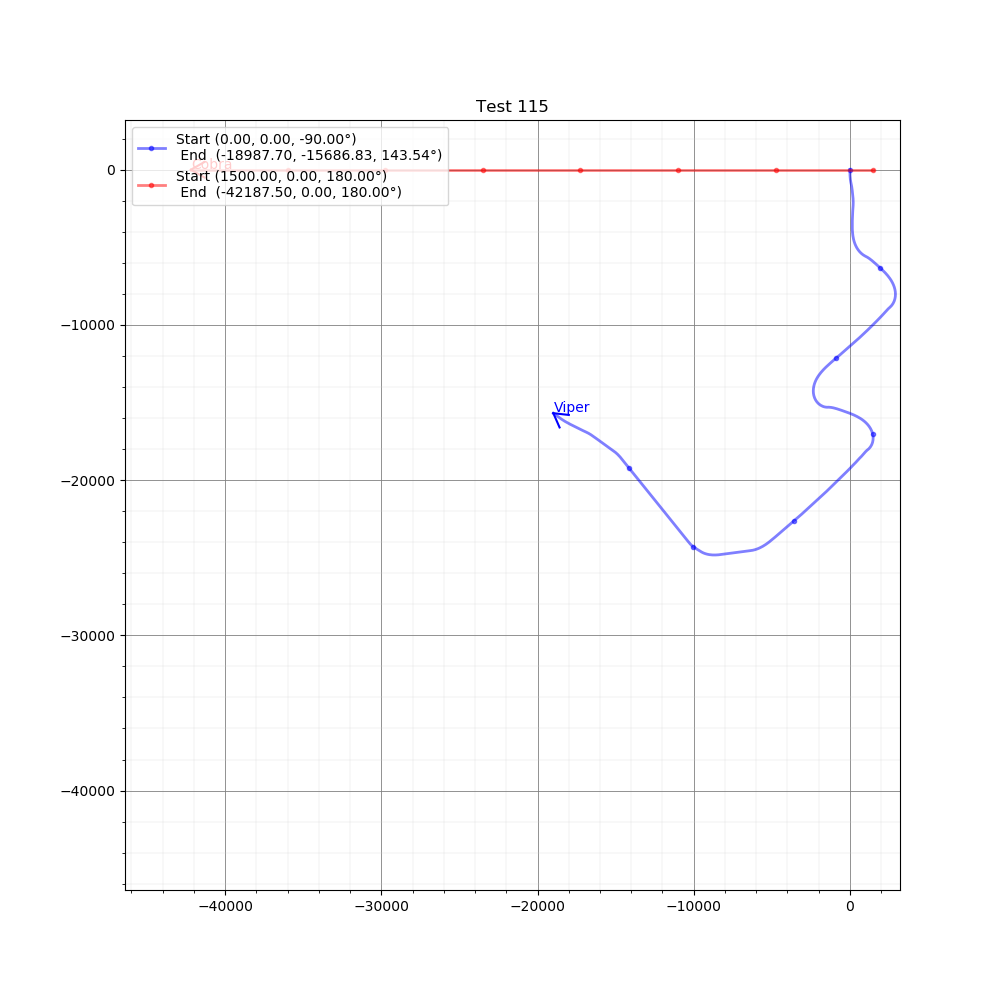 Test 115
Start (0.00, 0.00, -90.00°)
End (-18987.70, -15686.83, 143.54°)
Start (1500.00, 0.00, 180.00°)
End (-42187.50, 0.00, 180.00°)
Cobra
Viper
0
−10000
−20000
−30000
−40000
−40000
−30000
−20000
−10000
0